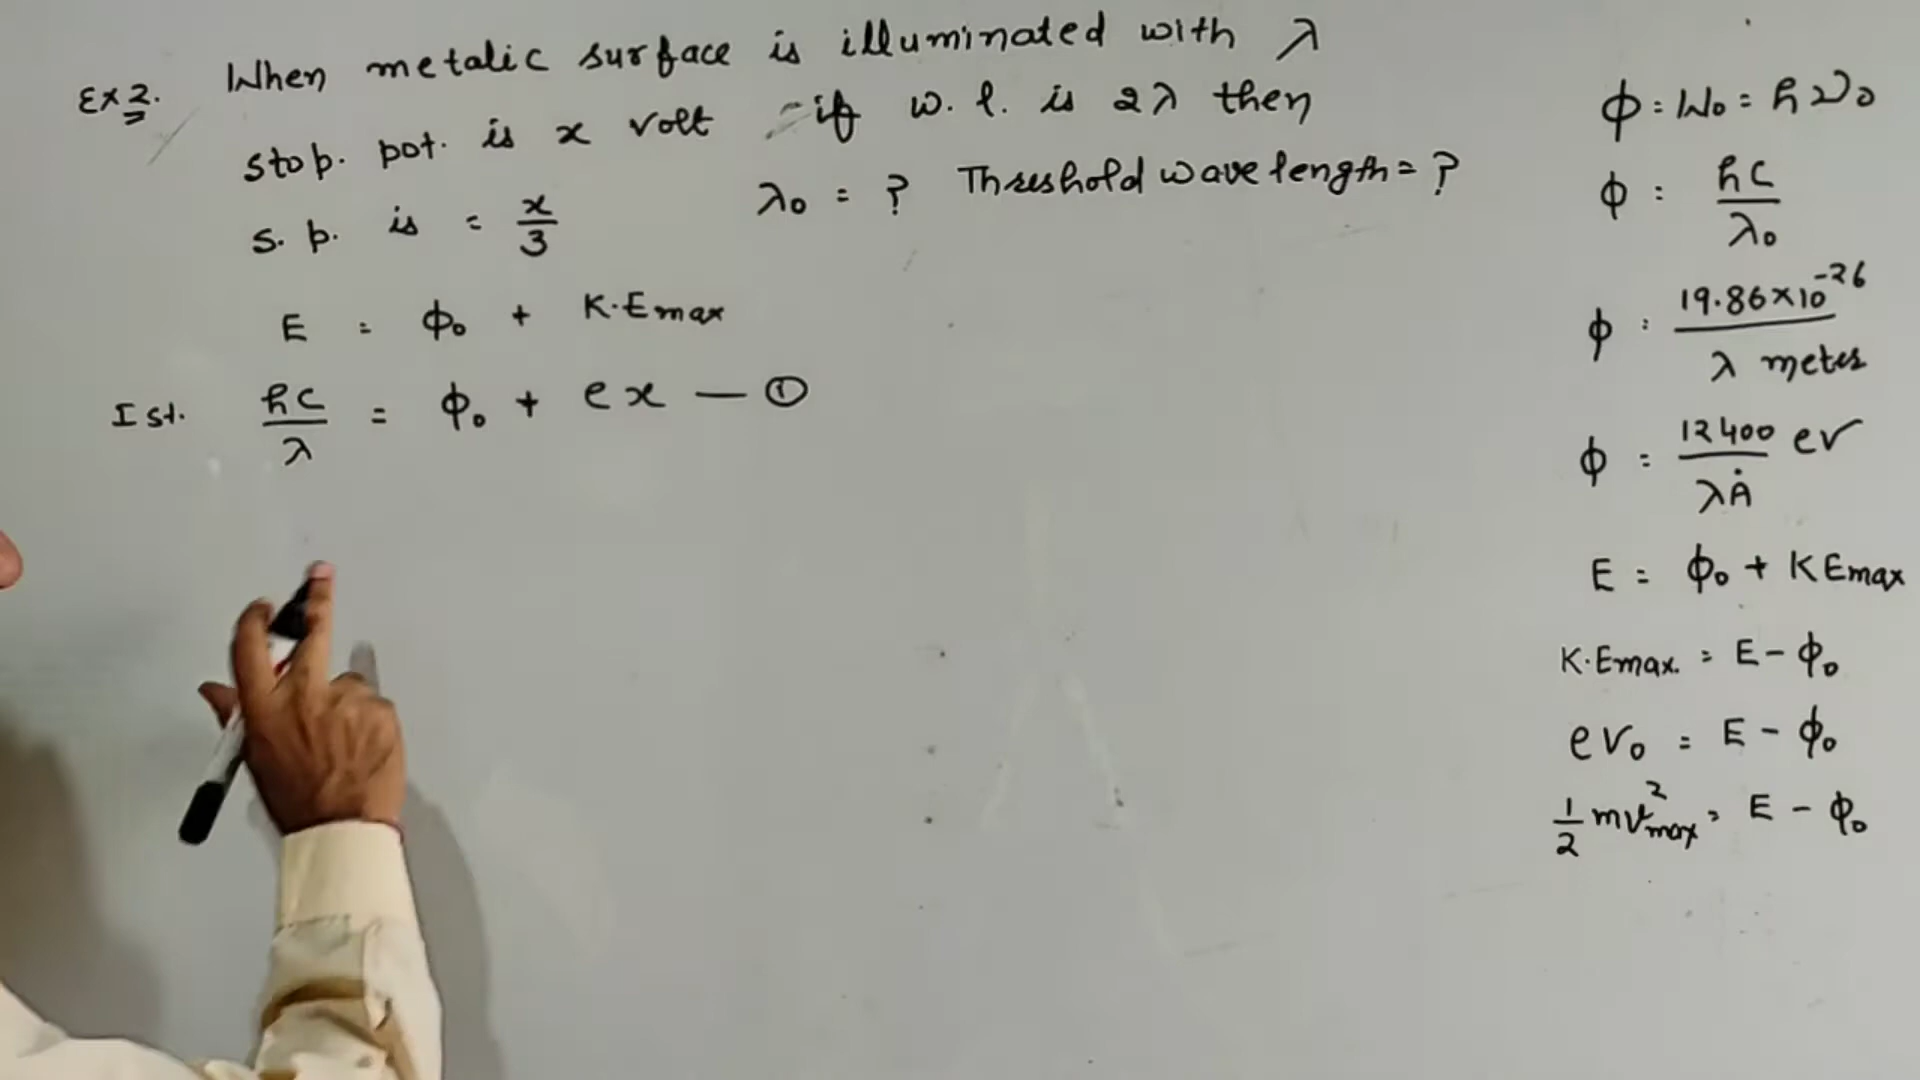 Ex 2. When metalic surface is illuminated with λ
stop. pot. is x volt if w. l. is 2λ then
s. p. is = x/3 λ₀ = ? Threshold wave length = ?
E = ϕ₀ + K·Emax
Ist. hc/λ = ϕ₀ + ex — ①
ϕ = W₀ = hν₀
ϕ = hc/λ₀
ϕ = 19.86×10⁻²⁶/λ meter
ϕ = 12400/λÅ ev
E = ϕ₀ + KEmax
K·Emax. = E - ϕ₀
ev₀ = E - ϕ₀
1/2 mv²max = E - ϕ₀